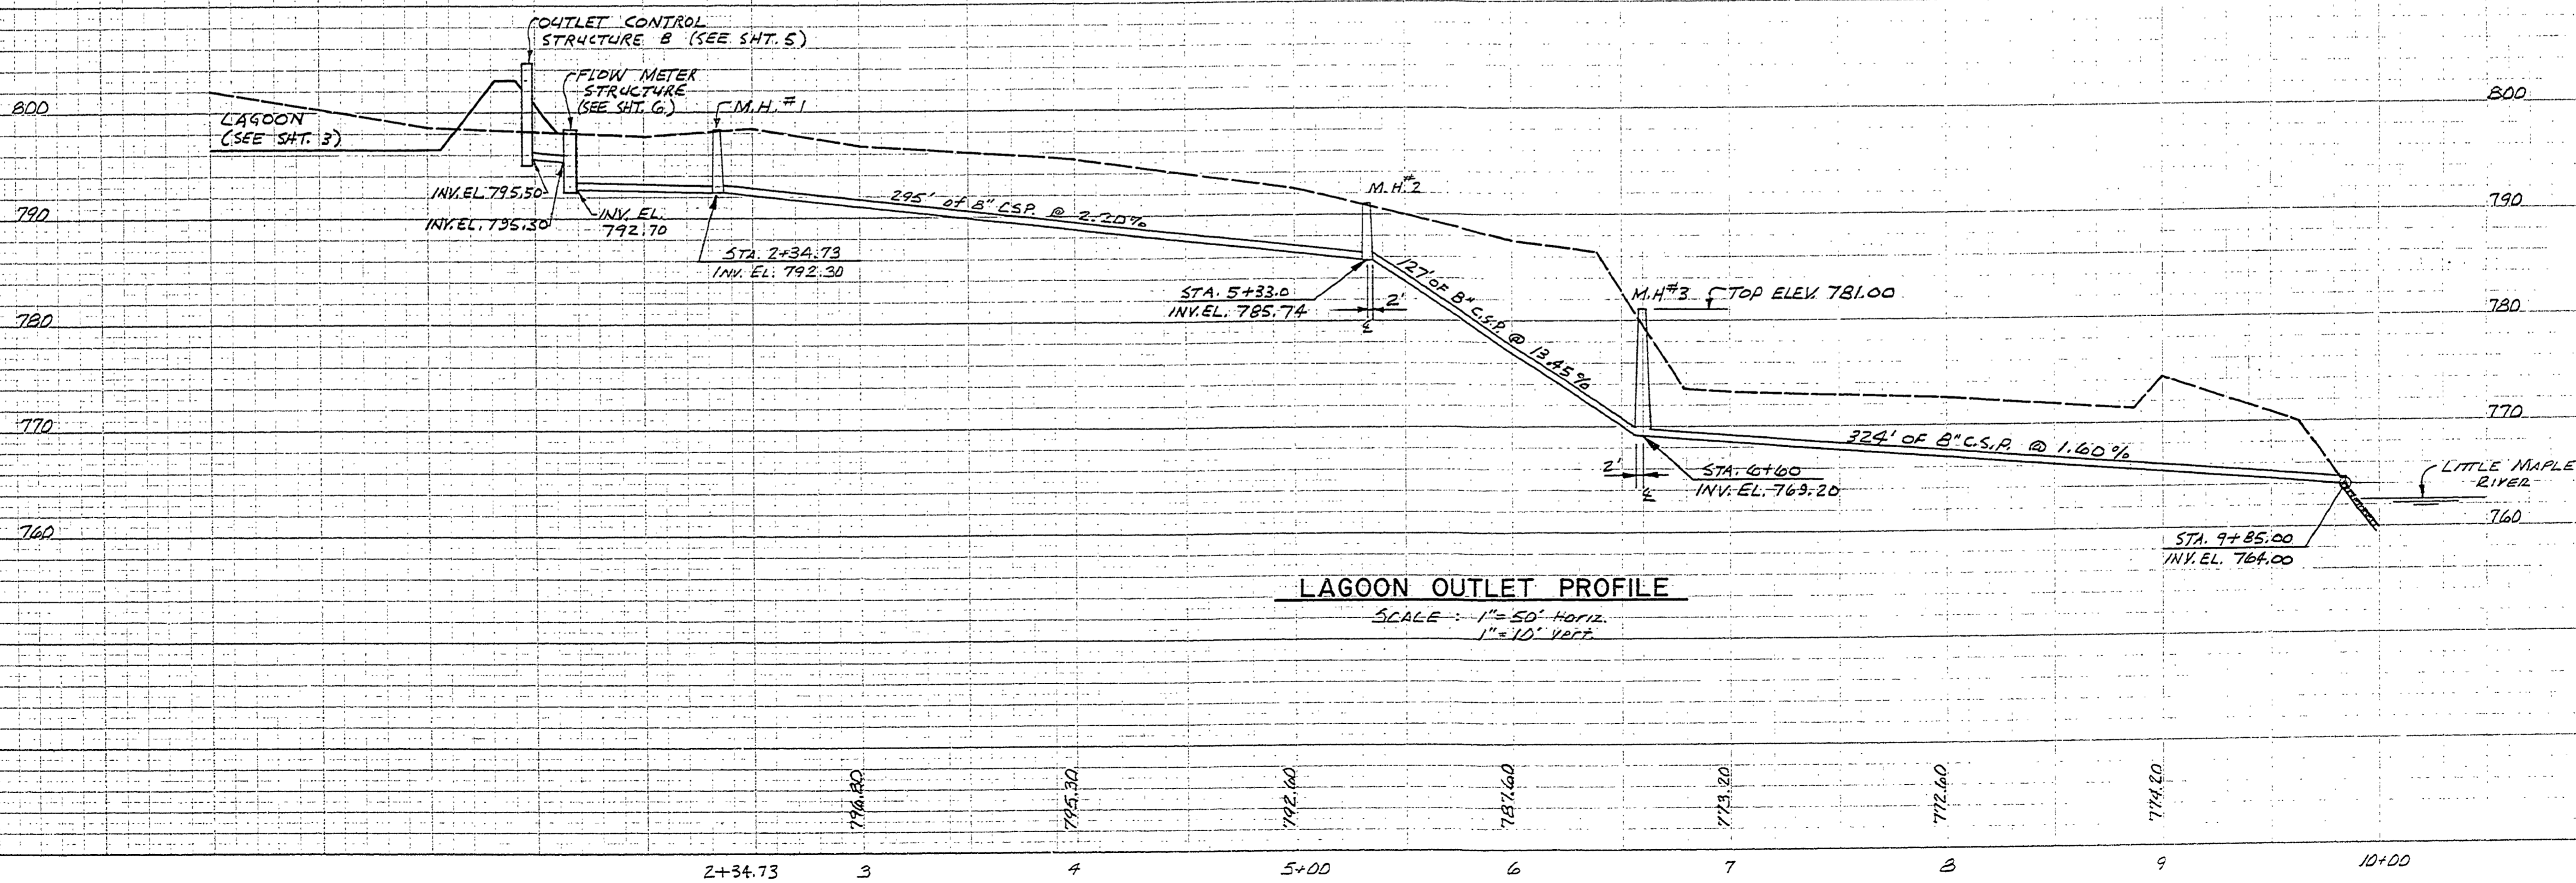 OUTLET CONTROL
STRUCTURE B (SEE SHT. 5)
FLOW METER
STRUCTURE
(SEE SHT. 6)
M.H. #1
800
800
LAGOON
(SEE SHT. 3)
INV. EL. 795.50
INV. EL. 795.30
INV. EL.
792.70
790
790
295' of 8" CSP. @ 2.20%
M.H. #2
STA. 2+34.73
INV. EL. 792.30
STA. 5+33.0
INV. EL. 785.74
2'
℄
127' OF 8" C.S.P. @ 13.45%
M.H #3
TOP ELEV. 781.00
780
780
770
770
324' OF 8" C.S.P. @ 1.60%
2'
℄
STA. 6+60
INV. EL. 769.20
LITTLE MAPLE
RIVER
760
760
STA. 9+85.00
INV. EL. 764.00
LAGOON OUTLET PROFILE
SCALE : 1"=50' Horiz.
1"=10' Vert.
796.80
795.30
792.60
787.60
773.20
772.60
774.20
2+34.73
3
4
5+00
6
7
8
9
10+00